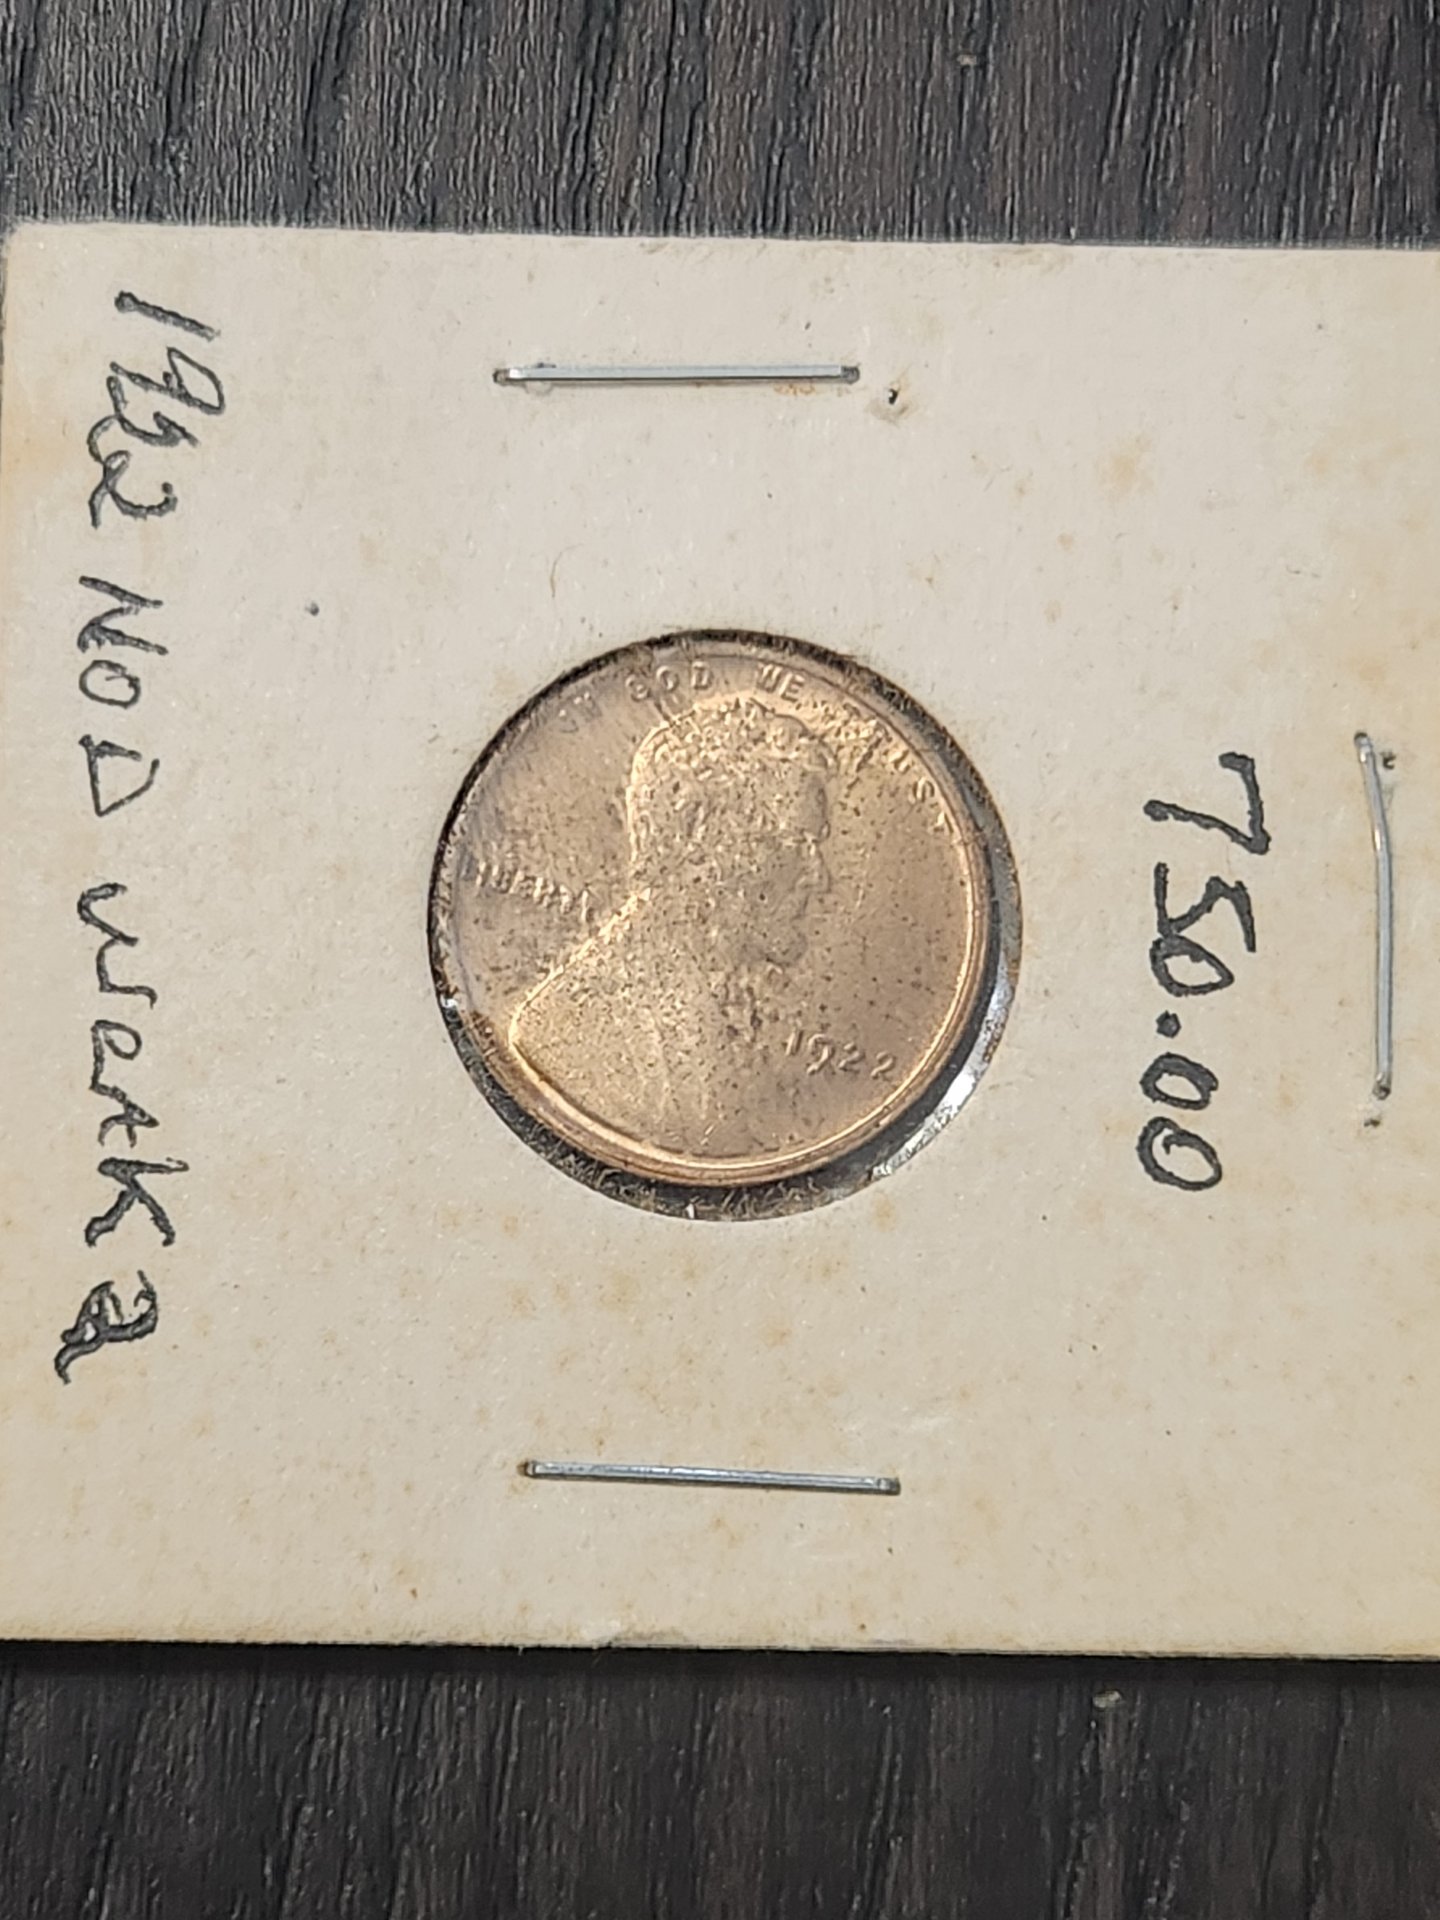 1922 NO D WEAK 2
750.00
IN GOD WE TRUST
LIBERTY
1922